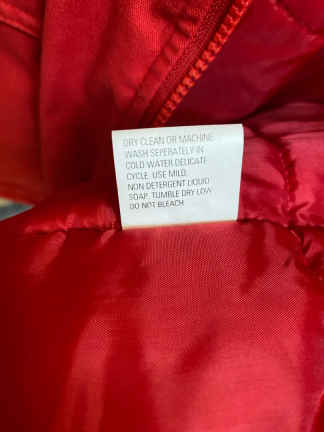 DRY CLEAN OR MACHINE
WASH SEPERATELY IN
COLD WATER DELICATE
CYCLE. USE MILD,
NON DETERGENT LIQUID
SOAP, TUMBLE DRY LOW.
DO NOT BLEACH.